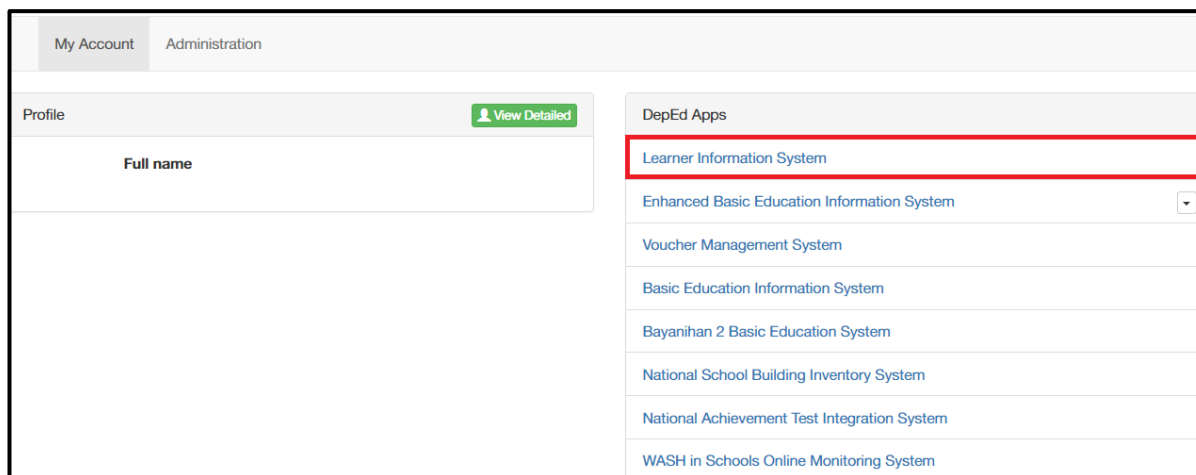 My Account Administration
Profile
View Detailed
Full name
DepEd Apps
Learner Information System
Enhanced Basic Education Information System
Voucher Management System
Basic Education Information System
Bayanihan 2 Basic Education System
National School Building Inventory System
National Achievement Test Integration System
WASH in Schools Online Monitoring System